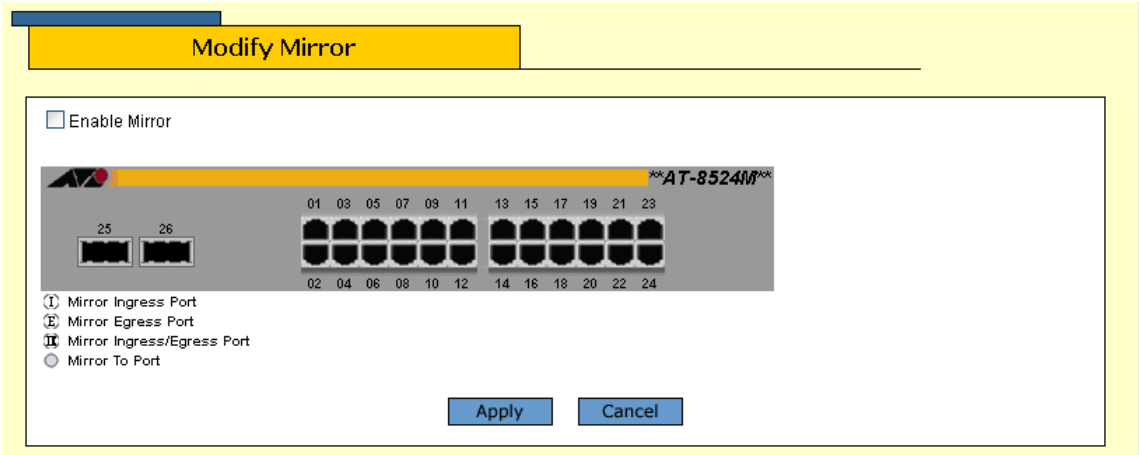 Modify Mirror
Enable Mirror
**AT-8524M**
01 03 05 07 09 11 13 15 17 19 21 23
25 26
02 04 06 08 10 12 14 16 18 20 22 24
I Mirror Ingress Port
E Mirror Egress Port
Mirror Ingress/Egress Port
Mirror To Port
Apply Cancel